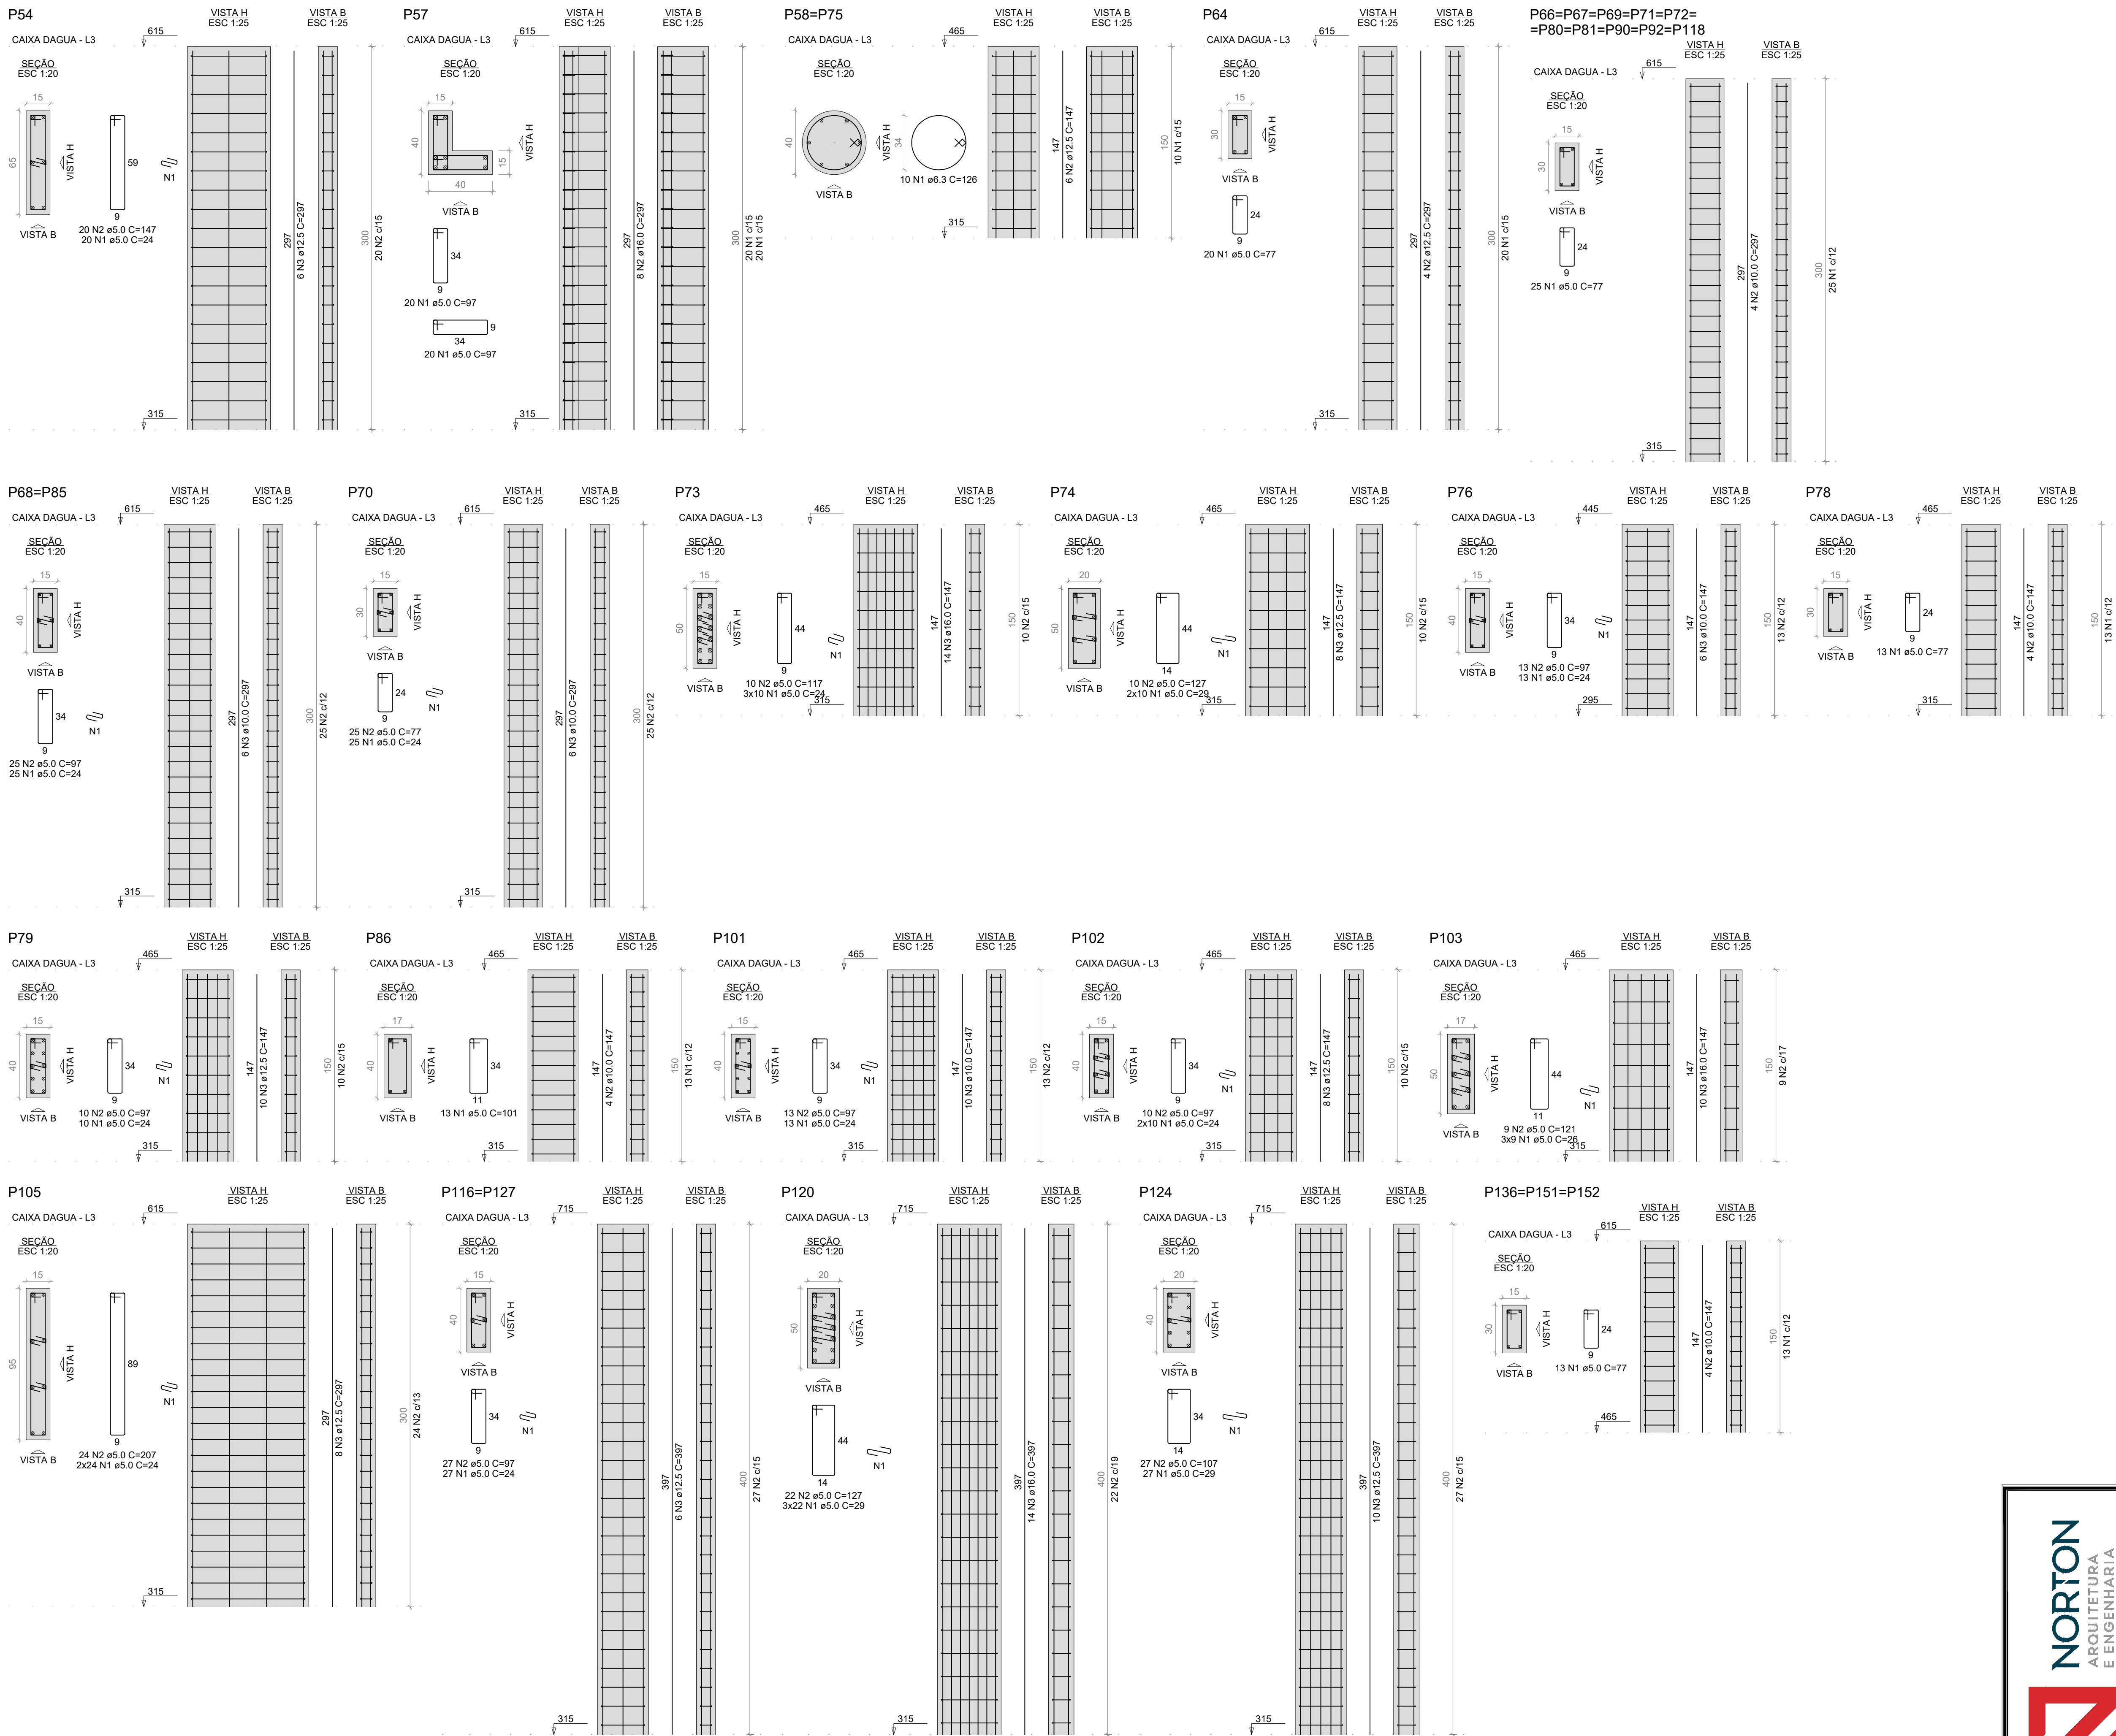 P54
VISTA H
ESC 1:25
VISTA B
ESC 1:25
CAIXA DAGUA - L3
615
SEÇÃO
ESC 1:20
15
65
VISTA H
VISTA B
59
9
N1
20 N2 ø5.0 C=147
20 N1 ø5.0 C=24
315
297
6 N3 ø12.5 C=297
300
20 N2 c/15
P57
VISTA H
ESC 1:25
VISTA B
ESC 1:25
CAIXA DAGUA - L3
615
SEÇÃO
ESC 1:20
15
40
15
40
VISTA H
VISTA B
34
9
20 N1 ø5.0 C=97
9
34
20 N1 ø5.0 C=97
315
297
8 N2 ø16.0 C=297
300
20 N1 c/15
20 N1 c/15
P58=P75
VISTA H
ESC 1:25
VISTA B
ESC 1:25
CAIXA DAGUA - L3
465
SEÇÃO
ESC 1:20
40
VISTA H
VISTA B
34
10 N1 ø6.3 C=126
315
147
6 N2 ø12.5 C=147
150
10 N1 c/15
P64
VISTA H
ESC 1:25
VISTA B
ESC 1:25
CAIXA DAGUA - L3
615
SEÇÃO
ESC 1:20
15
30
VISTA H
VISTA B
24
9
20 N1 ø5.0 C=77
315
297
4 N2 ø12.5 C=297
300
20 N1 c/15
P66=P67=P69=P71=P72=
=P80=P81=P90=P92=P118
VISTA H
ESC 1:25
VISTA B
ESC 1:25
CAIXA DAGUA - L3
615
SEÇÃO
ESC 1:20
15
30
VISTA H
VISTA B
24
9
25 N1 ø5.0 C=77
315
297
4 N2 ø10.0 C=297
300
25 N1 c/12
P68=P85
VISTA H
ESC 1:25
VISTA B
ESC 1:25
CAIXA DAGUA - L3
615
SEÇÃO
ESC 1:20
15
40
VISTA H
VISTA B
34
9
N1
25 N2 ø5.0 C=97
25 N1 ø5.0 C=24
315
297
6 N3 ø10.0 C=297
300
25 N2 c/12
P70
VISTA H
ESC 1:25
VISTA B
ESC 1:25
CAIXA DAGUA - L3
615
SEÇÃO
ESC 1:20
15
30
VISTA H
VISTA B
24
9
N1
25 N2 ø5.0 C=77
25 N1 ø5.0 C=24
315
297
6 N3 ø10.0 C=297
300
25 N2 c/12
P73
VISTA H
ESC 1:25
VISTA B
ESC 1:25
CAIXA DAGUA - L3
465
SEÇÃO
ESC 1:20
15
50
VISTA H
VISTA B
44
9
N1
10 N2 ø5.0 C=117
3x10 N1 ø5.0 C=24
315
147
14 N3 ø16.0 C=147
150
10 N2 c/15
P74
VISTA H
ESC 1:25
VISTA B
ESC 1:25
CAIXA DAGUA - L3
465
SEÇÃO
ESC 1:20
20
50
VISTA H
VISTA B
44
14
N1
10 N2 ø5.0 C=127
2x10 N1 ø5.0 C=29
315
147
8 N3 ø12.5 C=147
150
10 N2 c/15
P76
VISTA H
ESC 1:25
VISTA B
ESC 1:25
CAIXA DAGUA - L3
445
SEÇÃO
ESC 1:20
15
40
VISTA H
VISTA B
34
9
N1
13 N2 ø5.0 C=97
13 N1 ø5.0 C=24
295
147
6 N3 ø10.0 C=147
150
13 N2 c/12
P78
VISTA H
ESC 1:25
VISTA B
ESC 1:25
CAIXA DAGUA - L3
465
SEÇÃO
ESC 1:20
15
30
VISTA H
VISTA B
24
9
13 N1 ø5.0 C=77
315
147
4 N2 ø10.0 C=147
150
13 N1 c/12
P79
VISTA H
ESC 1:25
VISTA B
ESC 1:25
CAIXA DAGUA - L3
465
SEÇÃO
ESC 1:20
15
40
VISTA H
VISTA B
34
9
N1
10 N2 ø5.0 C=97
10 N1 ø5.0 C=24
315
147
10 N3 ø12.5 C=147
150
10 N2 c/15
P86
VISTA H
ESC 1:25
VISTA B
ESC 1:25
CAIXA DAGUA - L3
465
SEÇÃO
ESC 1:20
17
40
VISTA H
VISTA B
34
11
13 N1 ø5.0 C=101
315
147
4 N2 ø10.0 C=147
150
13 N1 c/12
P101
VISTA H
ESC 1:25
VISTA B
ESC 1:25
CAIXA DAGUA - L3
465
SEÇÃO
ESC 1:20
15
40
VISTA H
VISTA B
34
9
N1
13 N2 ø5.0 C=97
13 N1 ø5.0 C=24
315
147
10 N3 ø10.0 C=147
150
13 N2 c/12
P102
VISTA H
ESC 1:25
VISTA B
ESC 1:25
CAIXA DAGUA - L3
465
SEÇÃO
ESC 1:20
15
40
VISTA H
VISTA B
34
9
N1
10 N2 ø5.0 C=97
2x10 N1 ø5.0 C=24
315
147
8 N3 ø12.5 C=147
150
10 N2 c/15
P103
VISTA H
ESC 1:25
VISTA B
ESC 1:25
CAIXA DAGUA - L3
465
SEÇÃO
ESC 1:20
17
50
VISTA H
VISTA B
44
11
N1
9 N2 ø5.0 C=121
3x9 N1 ø5.0 C=26
315
147
10 N3 ø16.0 C=147
150
9 N2 c/17
P105
VISTA H
ESC 1:25
VISTA B
ESC 1:25
CAIXA DAGUA - L3
615
SEÇÃO
ESC 1:20
15
95
VISTA H
VISTA B
89
9
N1
24 N2 ø5.0 C=207
2x24 N1 ø5.0 C=24
315
297
8 N3 ø12.5 C=297
300
24 N2 c/13
P116=P127
VISTA H
ESC 1:25
VISTA B
ESC 1:25
CAIXA DAGUA - L3
715
SEÇÃO
ESC 1:20
15
40
VISTA H
VISTA B
34
9
N1
27 N2 ø5.0 C=97
27 N1 ø5.0 C=24
315
397
6 N3 ø12.5 C=397
400
27 N2 c/15
P120
VISTA H
ESC 1:25
VISTA B
ESC 1:25
CAIXA DAGUA - L3
715
SEÇÃO
ESC 1:20
20
50
VISTA H
VISTA B
44
14
N1
22 N2 ø5.0 C=127
3x22 N1 ø5.0 C=29
315
397
14 N3 ø16.0 C=397
400
22 N2 c/19
P124
VISTA H
ESC 1:25
VISTA B
ESC 1:25
CAIXA DAGUA - L3
715
SEÇÃO
ESC 1:20
20
40
VISTA H
VISTA B
34
14
N1
27 N2 ø5.0 C=107
27 N1 ø5.0 C=29
315
397
10 N3 ø12.5 C=397
400
27 N2 c/15
P136=P151=P152
VISTA H
ESC 1:25
VISTA B
ESC 1:25
CAIXA DAGUA - L3
615
SEÇÃO
ESC 1:20
15
30
VISTA H
VISTA B
24
9
13 N1 ø5.0 C=77
465
147
4 N2 ø10.0 C=147
150
13 N1 c/12
NORTON
ARQUITETURA
E ENGENHARIA